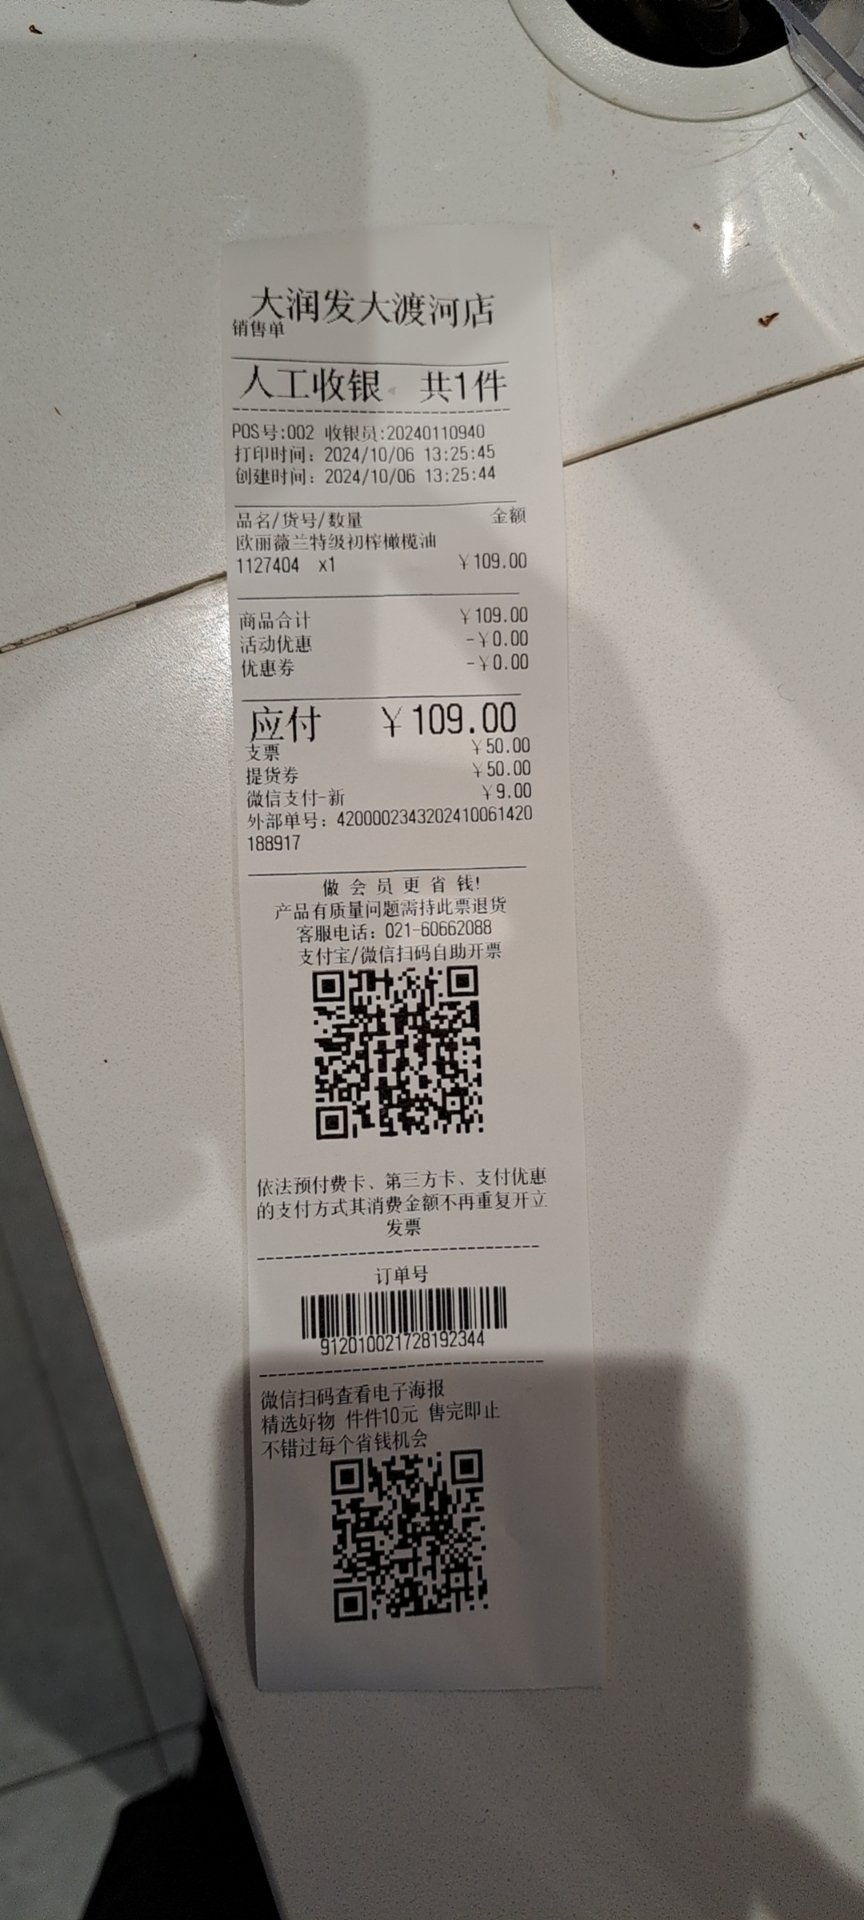 大润发大渡河店
销售单
人工收银 共1件
POS号:002 收银员:20240110940
打印时间: 2024/10/06 13:25:45
创建时间: 2024/10/06 13:25:44
品名/货号/数量 金额
欧丽薇兰特级初榨橄榄油
1127404 x1 ¥109.00
商品合计 ¥109.00
活动优惠 -¥0.00
优惠券 -¥0.00
应付 ¥109.00
支票 ¥50.00
提货券 ¥50.00
微信支付-新 ¥9.00
外部单号: 4200002343202410061420
188917
做会员更省钱!
产品有质量问题需持此票退货
客服电话: 021-60662088
支付宝/微信扫码自助开票
依法预付费卡、第三方卡、支付优惠
的支付方式其消费金额不再重复开立
发票
订单号
912010021728192344
微信扫码查看电子海报
精选好物 件件10元 售完即止
不错过每个省钱机会